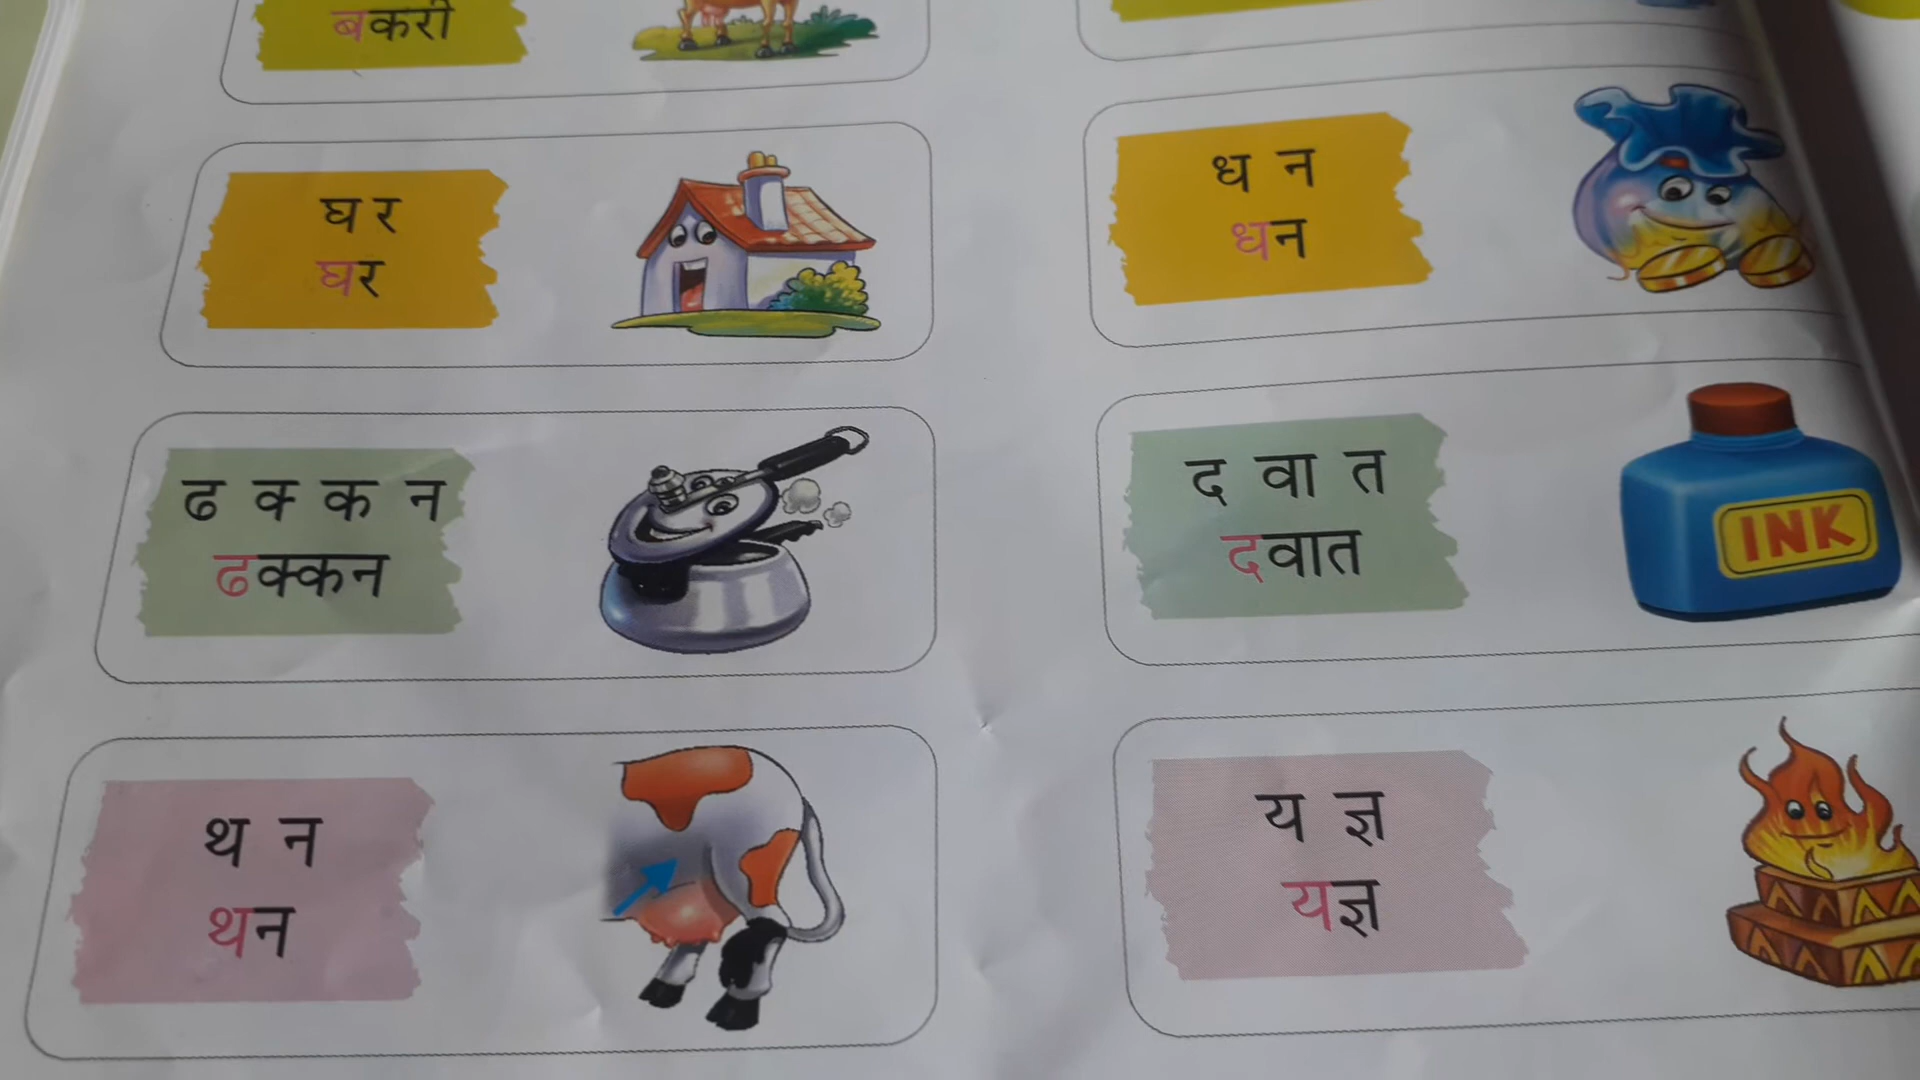 बकरी
घ र
घर
ध न
धन
ढ क्‍ क न
ढक्कन
द वा त
दवात
INK
थ न
थन
य ज्ञ
यज्ञ